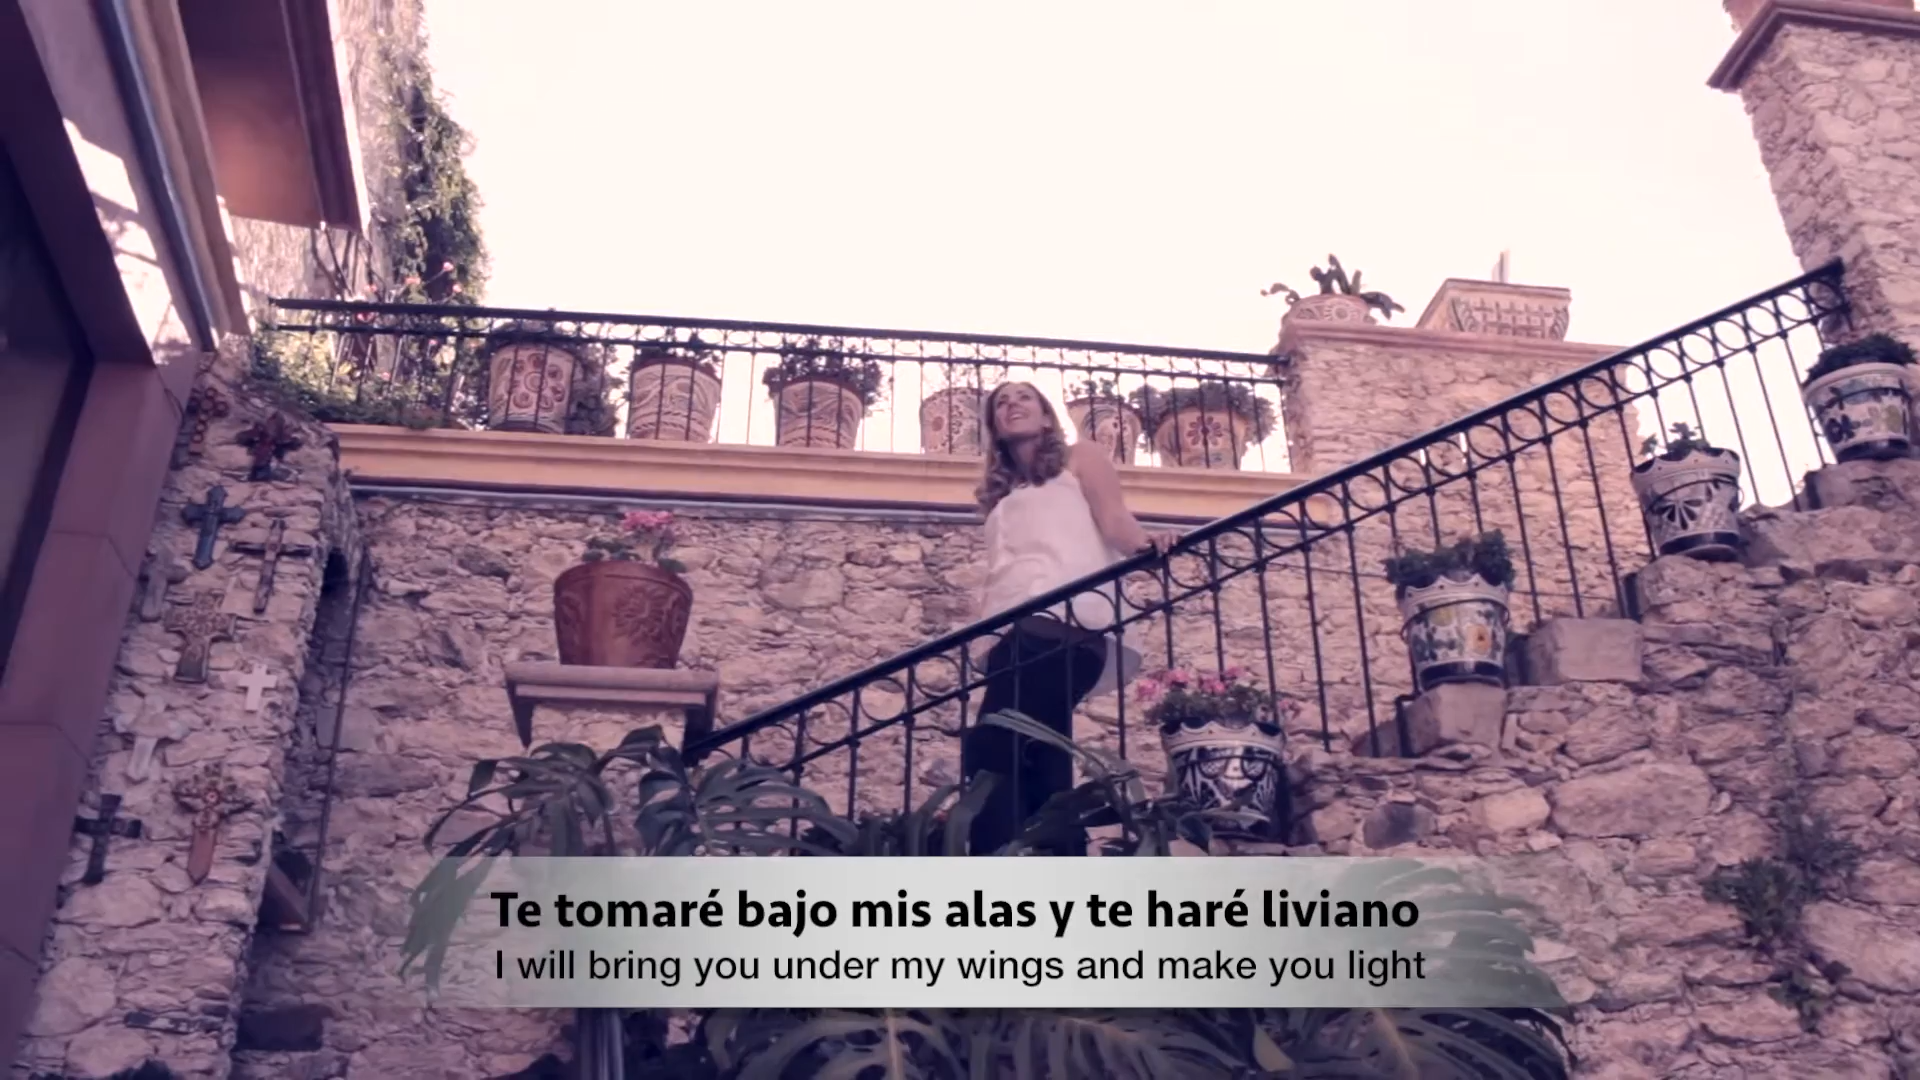 Te tomaré bajo mis alas y te haré liviano
I will bring you under my wings and make you light